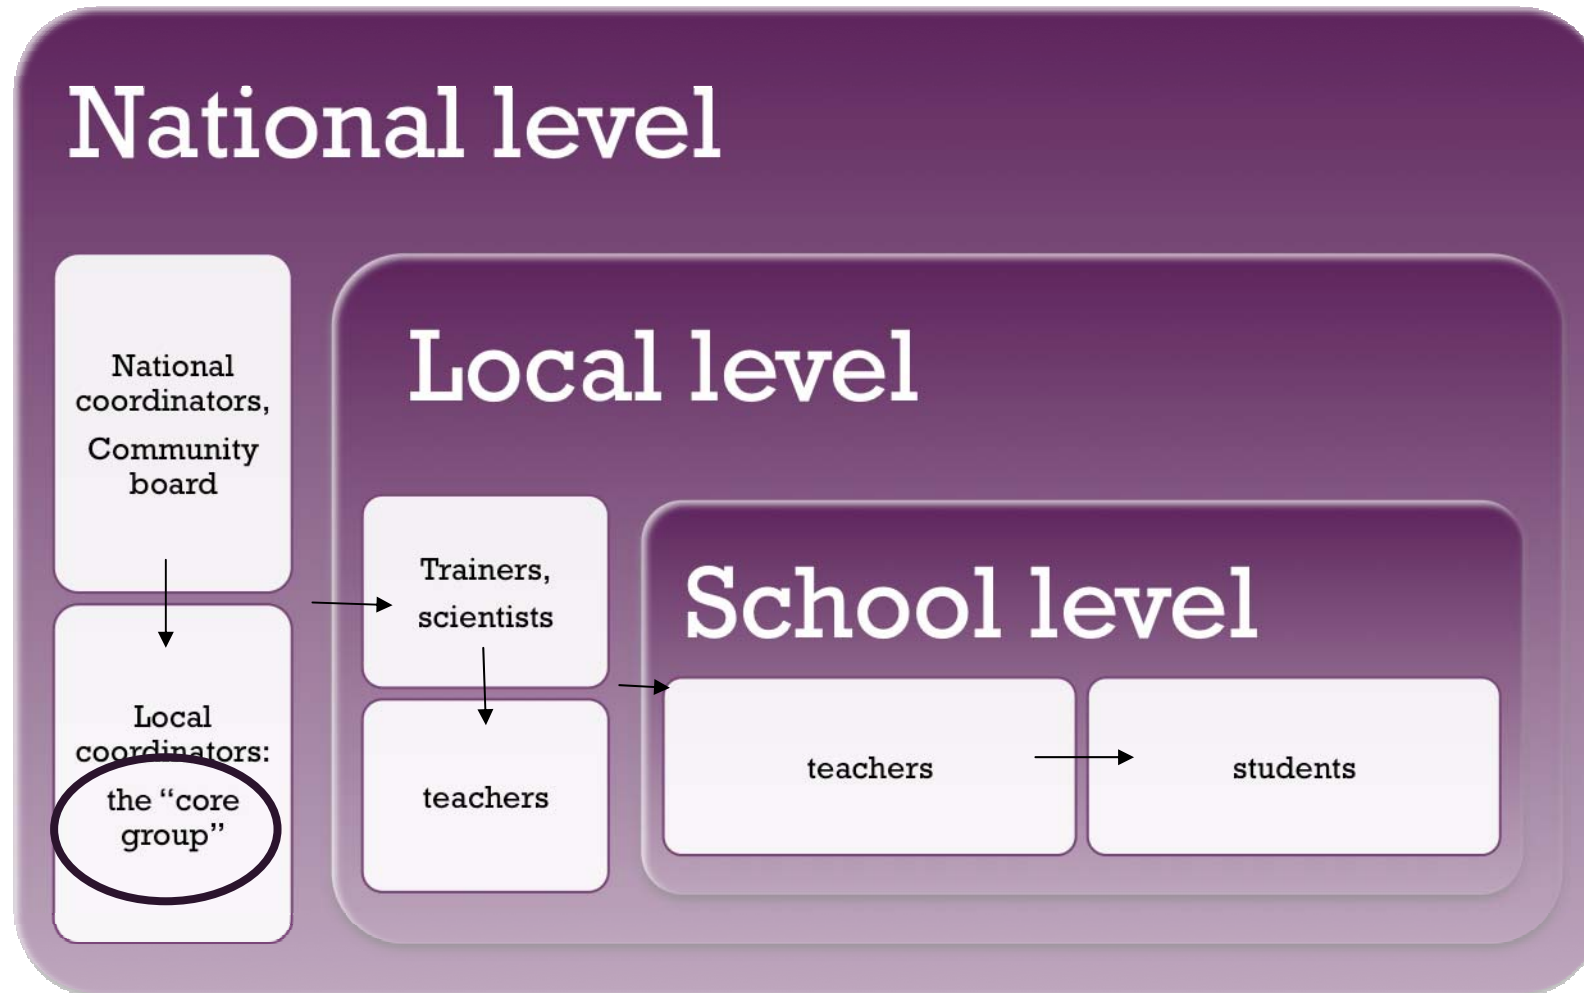 National level
National
coordinators,
Community
board
Local
coordinators:
the “core
group”
Local level
Trainers,
scientists
teachers
School level
teachers
students